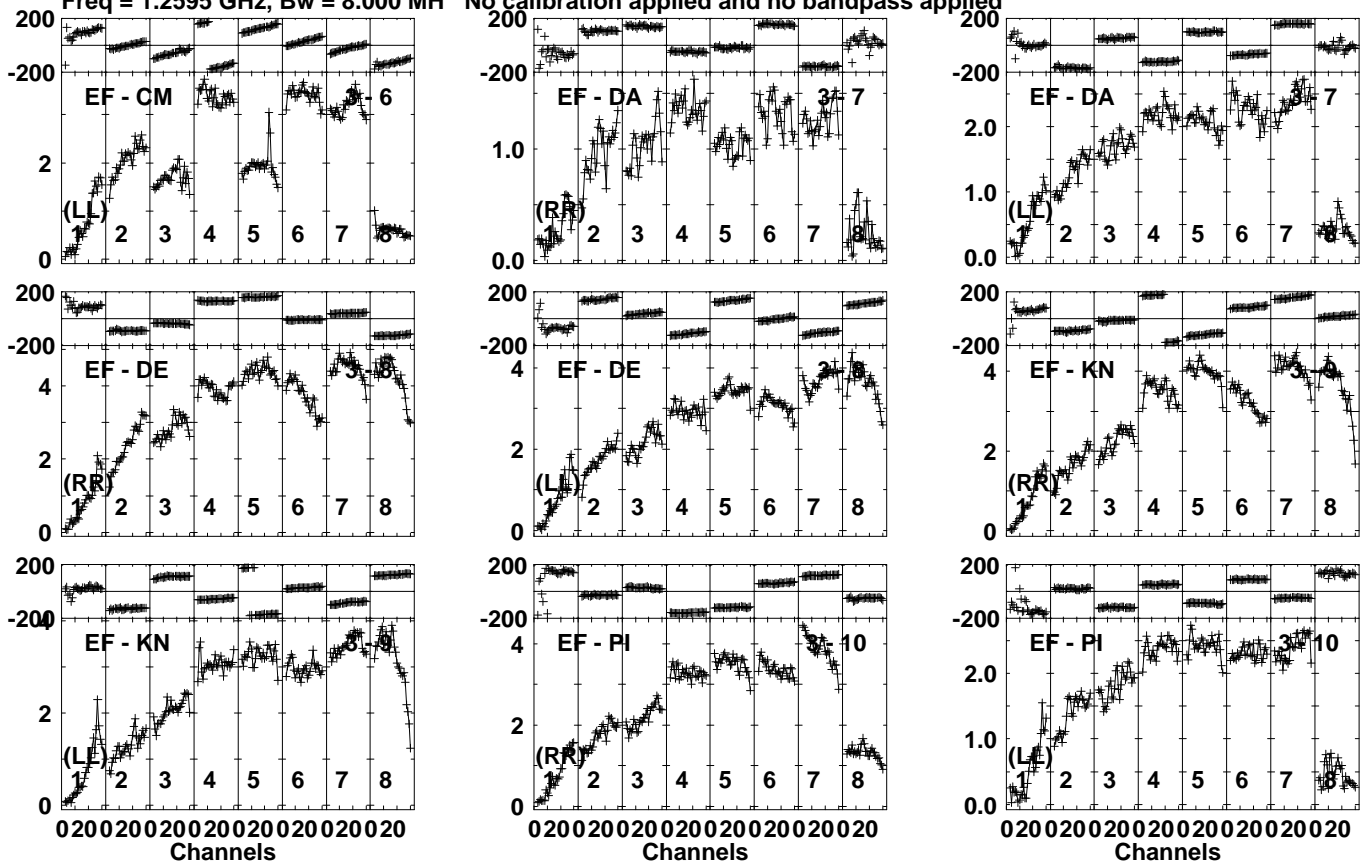 Freq = 1.2595 GHz, Bw = 8.000 MH No calibration applied and no bandpass applied
200 200 200
-200 -200 -200
EF - CM 3 - 6 EF - DA 3 - 7 EF - DA 3 - 7
2.0
2 1.0
1.0
(LL) (RR) (LL)
1 2 3 4 5 6 7 8 1 2 3 4 5 6 7 8 1 2 3 4 5 6 7 8
0 0.0 0.0
200 200 200
-200 -200 -200
EF - DE 3 - 8 EF - DE 3 - 8 EF - KN 3 - 9
4 4 4
2 2 2
(RR) (LL) (RR)
1 2 3 4 5 6 7 8 1 2 3 4 5 6 7 8 1 2 3 4 5 6 7 8
0 0 0
200 200 200
-200 -200 -200
4
EF - KN 3 - 9 EF - PI 3 - 10 EF - PI 3 - 10
4
2.0
2 2
1.0
(LL) (RR) (LL)
1 2 3 4 5 6 7 8 1 2 3 4 5 6 7 8 1 2 3 4 5 6 7 8
0 0 0.0
0 20 0 20 0 20 0 20 0 20 0 20 0 20 0 20 0 20 0 20 0 20 0 20 0 20 0 20 0 20 0 20 0 20 0 20 0 20 0 20 0 20 0 20 0 20 0 20
Channels Channels Channels